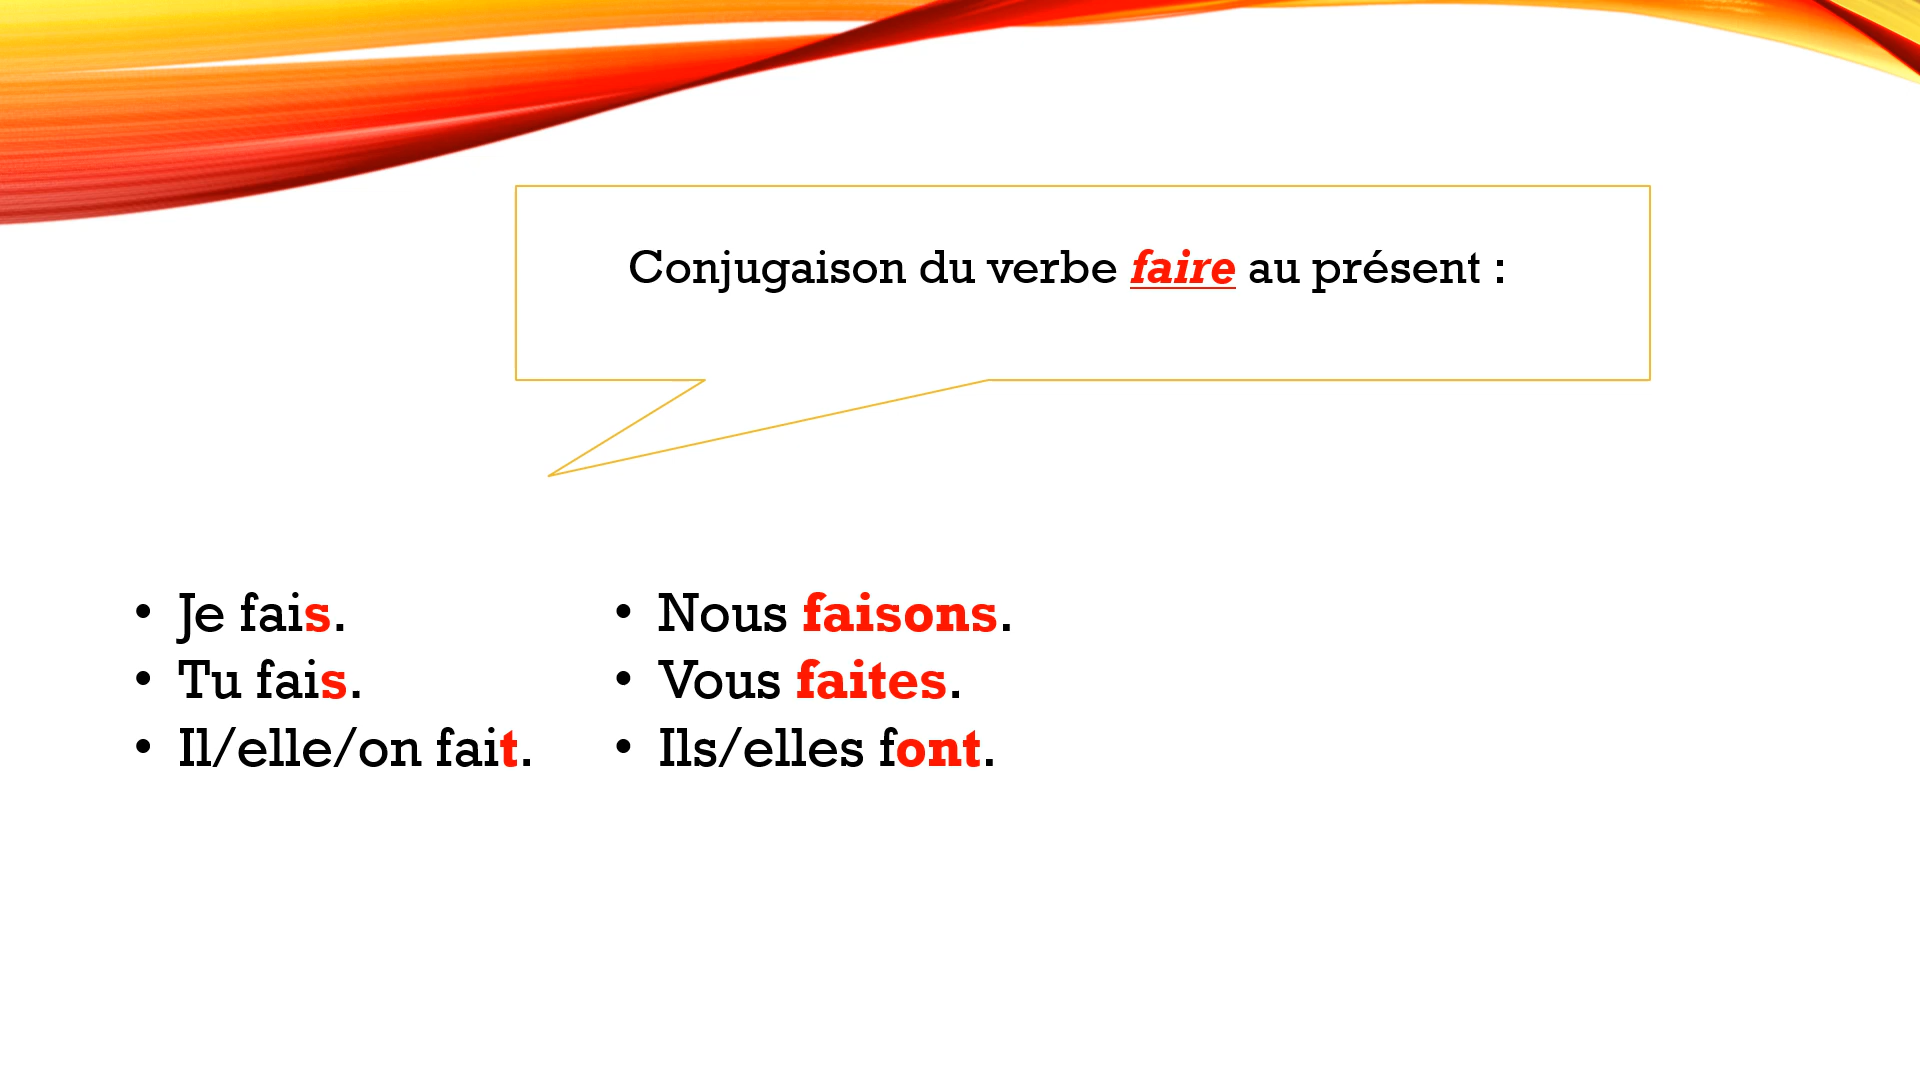 Conjugaison du verbe faire au présent :
• Je fais.
• Tu fais.
• Il/elle/on fait.
• Nous faisons.
• Vous faites.
• Ils/elles font.